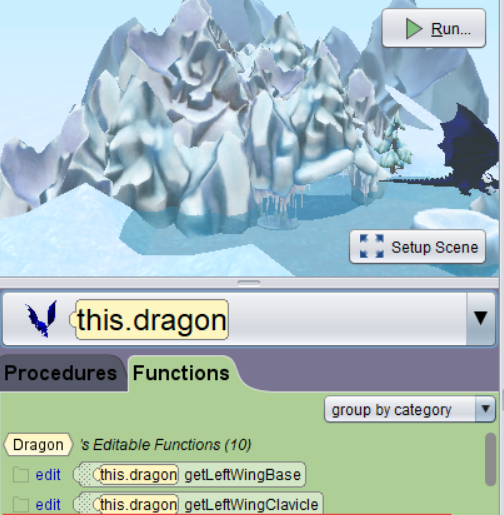 Run...
Setup Scene
this.dragon
Procedures Functions
group by category
Dragon 's Editable Functions (10)
edit this.dragon getLeftWingBase
edit this.dragon getLeftWingClavicle